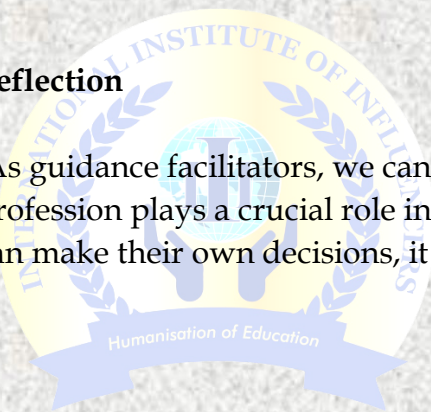 eflection
As guidance facilitators, we can
rofession plays a crucial role in
an make their own decisions, it
INTERNATIONAL INSTITUTE OF INFLUENCERS
Humanisation of Education